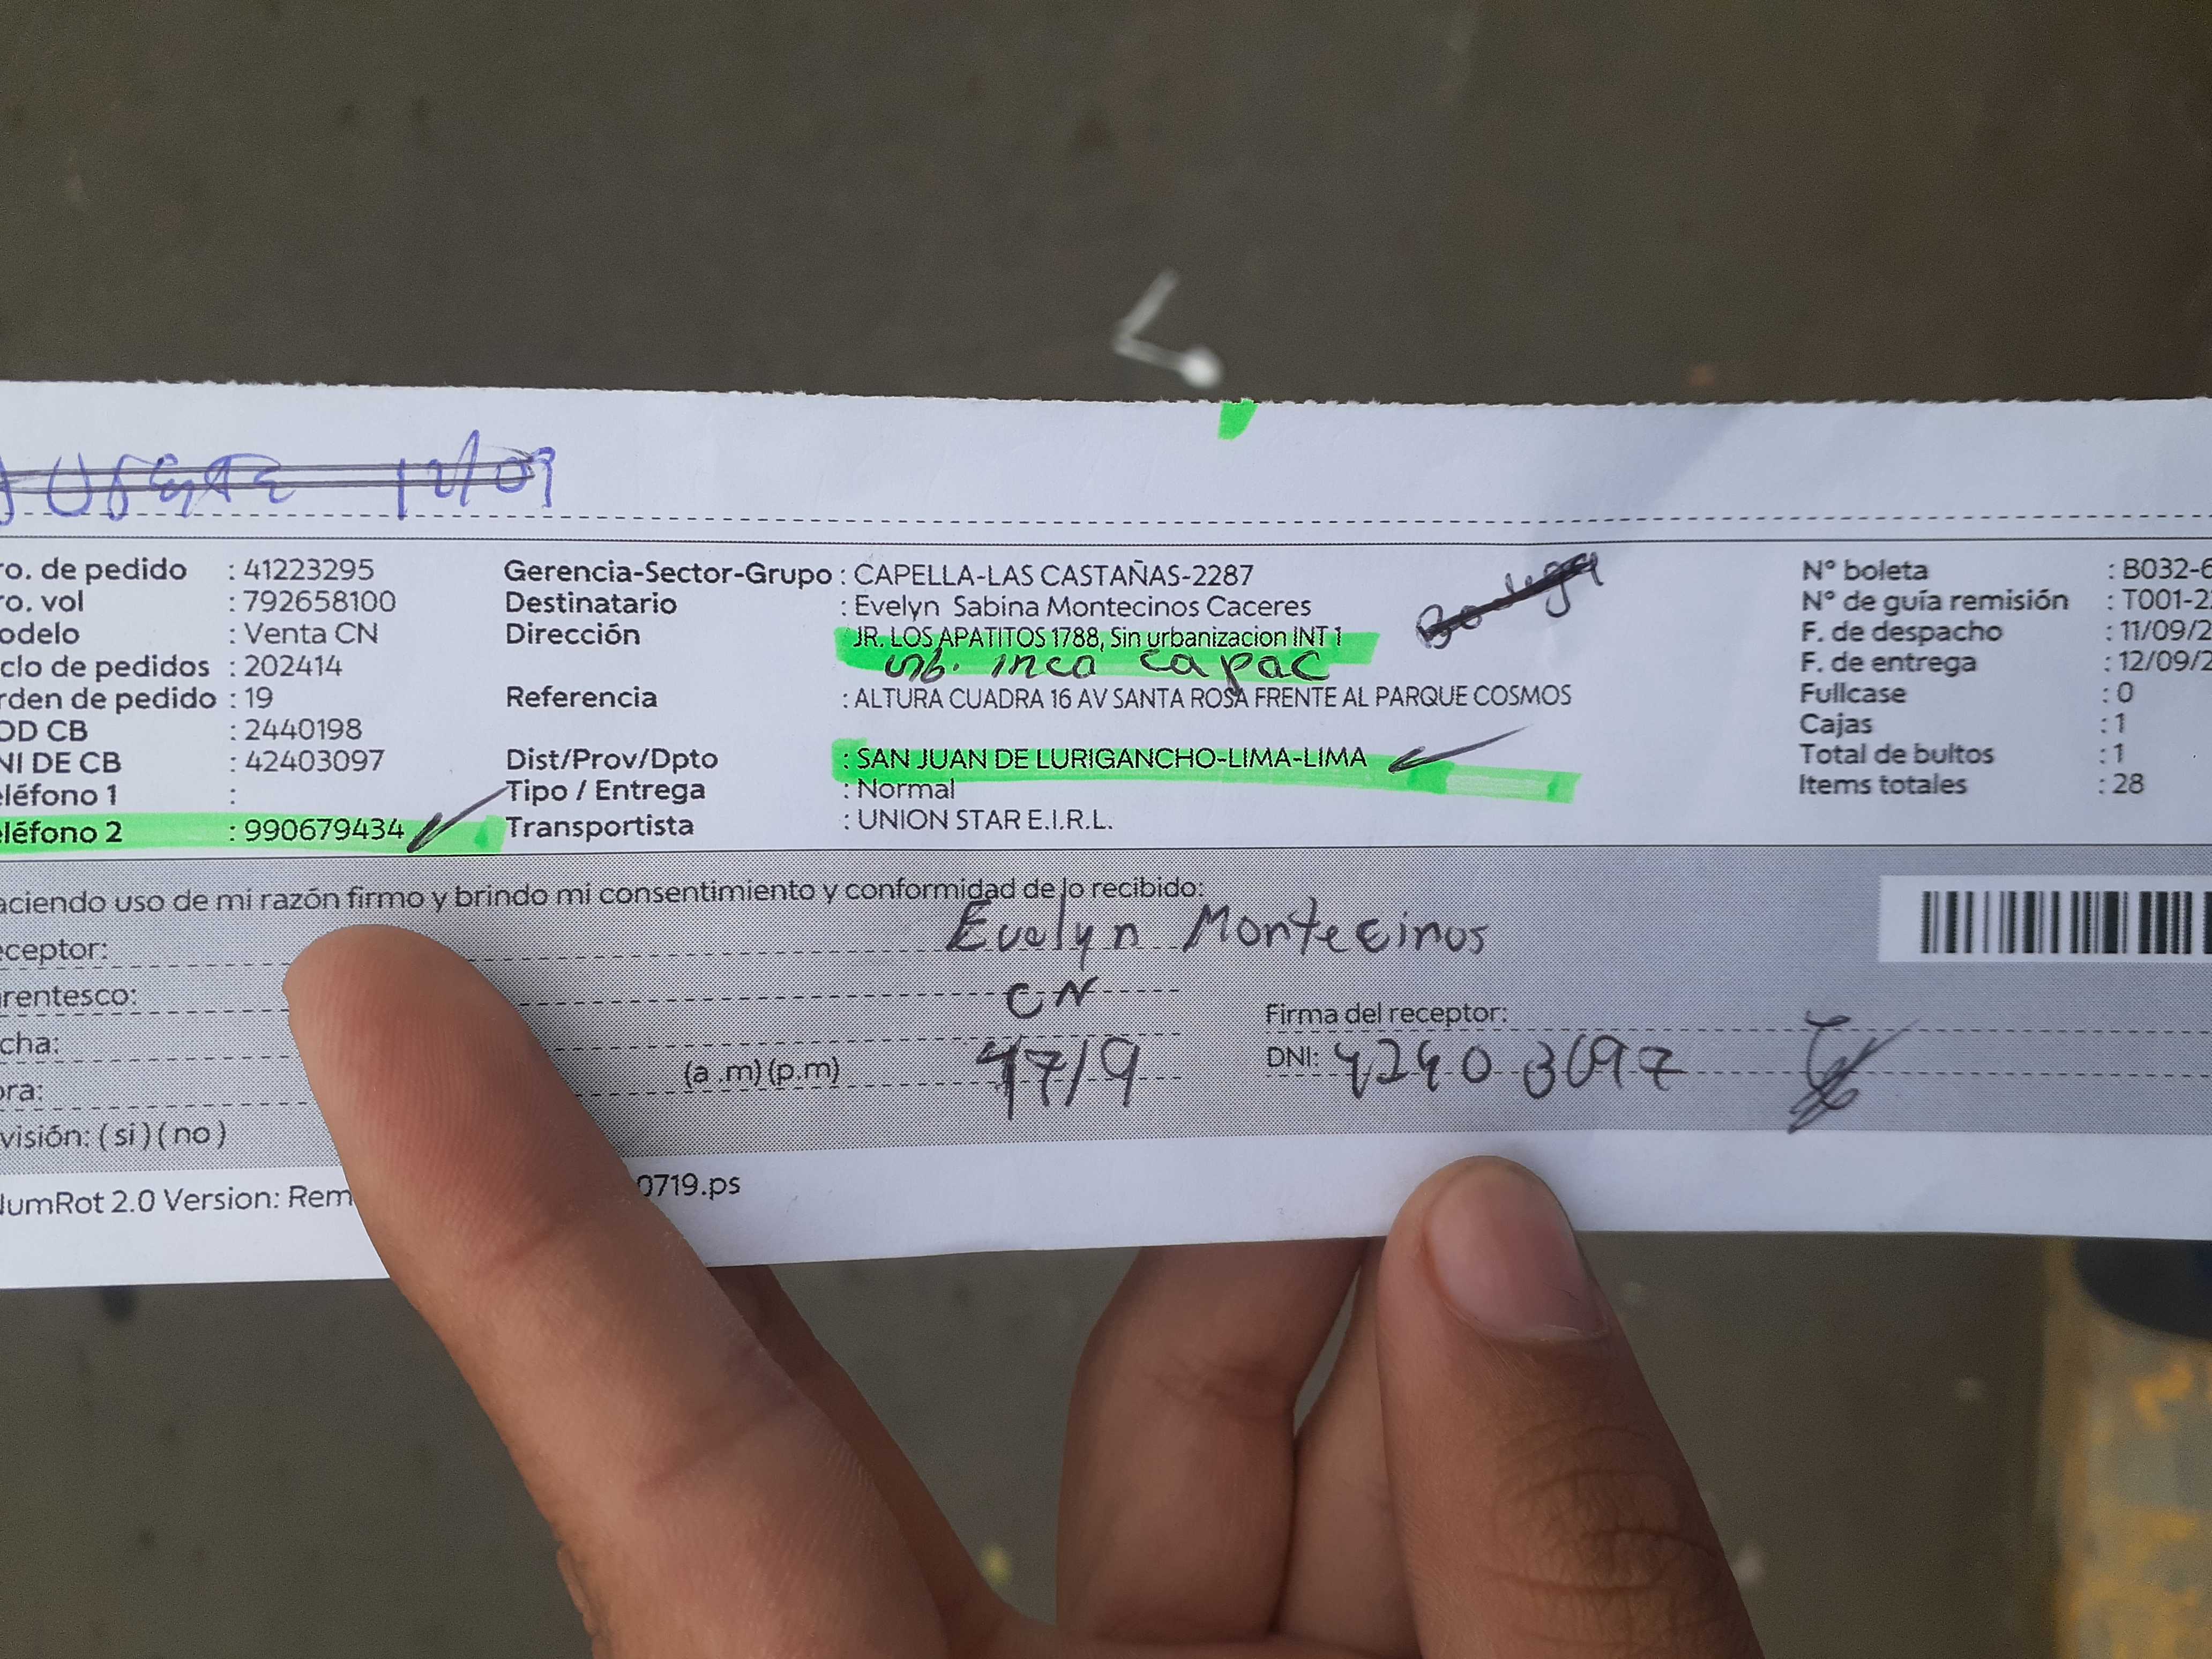 12/09
ro. de pedido : 41223295
ro. vol : 792658100
odelo : Venta CN
clo de pedidos : 202414
rden de pedido : 19
OD CB : 2440198
NI DE CB : 42403097
eléfono 1 :
eléfono 2 : 990679434
Gerencia-Sector-Grupo : CAPELLA-LAS CASTAÑAS-2287
Destinatario : Evelyn Sabina Montecinos Caceres
Dirección : JR. LOS APATITOS 1788, Sin urbanizacion INT 1
urb. inca capac
Referencia : ALTURA CUADRA 16 AV SANTA ROSA FRENTE AL PARQUE COSMOS
Dist/Prov/Dpto : SAN JUAN DE LURIGANCHO-LIMA-LIMA
Tipo / Entrega : Normal
Transportista : UNION STAR E.I.R.L.
Bodega
N° boleta : B032-6
N° de guía remisión : T001-2
F. de despacho : 11/09/2
F. de entrega : 12/09/2
Fullcase : 0
Cajas : 1
Total de bultos : 1
Items totales : 28
aciendo uso de mi razón firmo y brindo mi consentimiento y conformidad de lo recibido:
eceptor: Evelyn Montecinos
rentesco: CN
cha: 17/9
ora: (a .m) (p.m)
visión: ( si ) ( no )
Firma del receptor:
DNI: 42403097
NumRot 2.0 Version: Rem 0719.ps